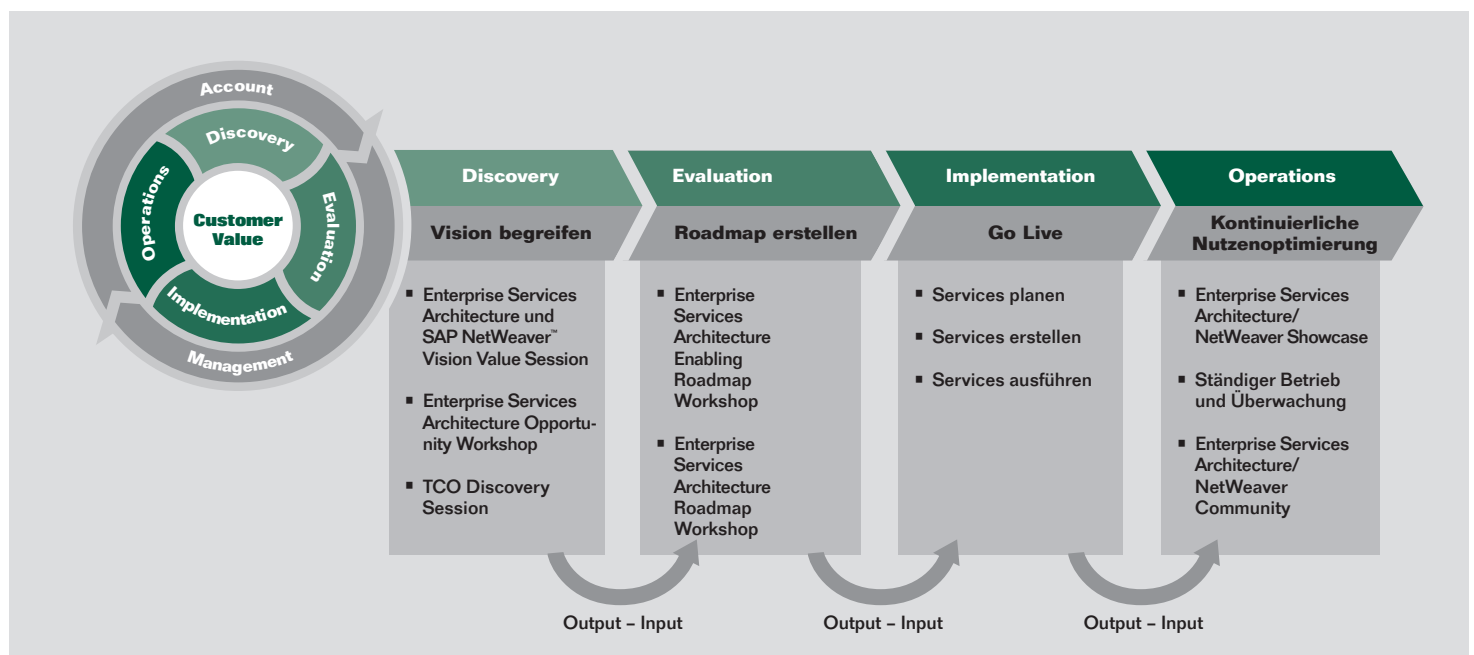 Account
Discovery
Evaluation
Implementation
Operations
Management
Customer
Value
Discovery
Vision begreifen
▪ Enterprise Services
Architecture und
SAP NetWeaver™
Vision Value Session
▪ Enterprise Services
Architecture Opportu-
nity Workshop
▪ TCO Discovery
Session
Evaluation
Roadmap erstellen
▪ Enterprise
Services
Architecture
Enabling
Roadmap
Workshop
▪ Enterprise
Services
Architecture
Roadmap
Workshop
Implementation
Go Live
▪ Services planen
▪ Services erstellen
▪ Services ausführen
Operations
Kontinuierliche
Nutzenoptimierung
▪ Enterprise Services
Architecture/
NetWeaver Showcase
▪ Ständiger Betrieb
und Überwachung
▪ Enterprise Services
Architecture/
NetWeaver
Community
Output – Input
Output – Input
Output – Input